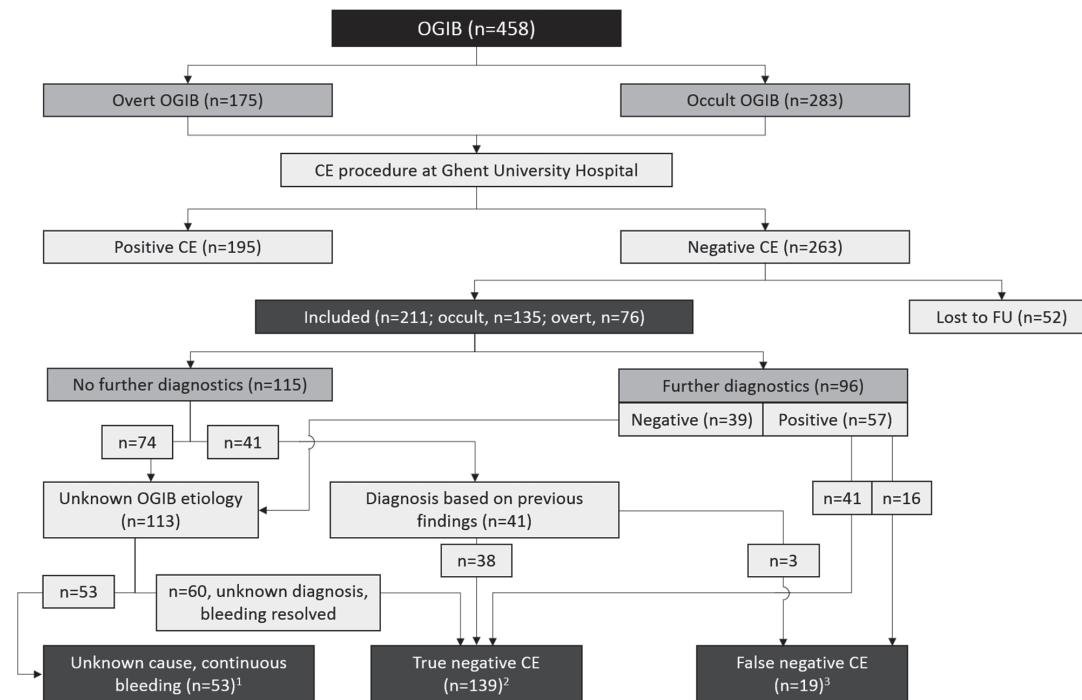 OGIB (n=458)
Overt OGIB (n=175)
Occult OGIB (n=283)
CE procedure at Ghent University Hospital
Positive CE (n=195)
Negative CE (n=263)
Included (n=211; occult, n=135; overt, n=76)
Lost to FU (n=52)
No further diagnostics (n=115)
Further diagnostics (n=96)
Negative (n=39)
Positive (n=57)
n=74
n=41
Unknown OGIB etiology
(n=113)
Diagnosis based on previous
findings (n=41)
n=41
n=16
n=38
n=3
n=53
n=60, unknown diagnosis,
bleeding resolved
Unknown cause, continuous
bleeding (n=53)¹
True negative CE
(n=139)²
False negative CE
(n=19)³